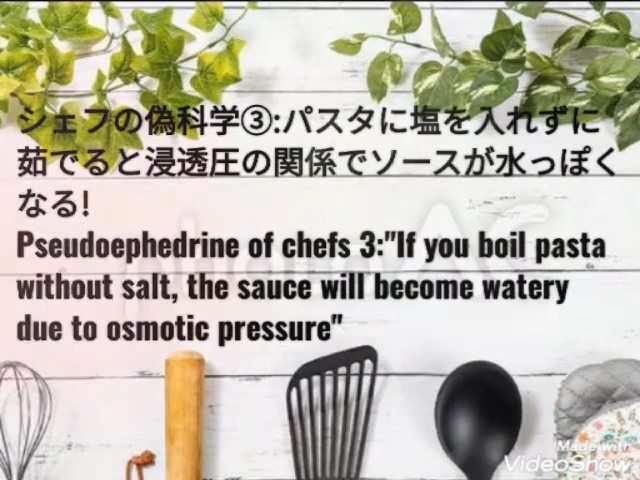 シェフの偽科学③:パスタに塩を入れずに
茹でると浸透圧の関係でソースが水っぽく
なる!
Pseudoephedrine of chefs 3:"If you boil pasta
without salt, the sauce will become watery
due to osmotic pressure"
Made with
VideoShow